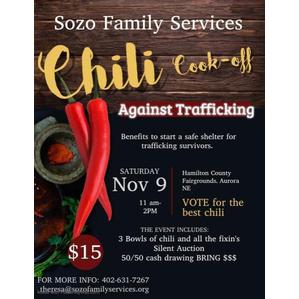 Sozo Family Services
Chili Cook-off
Against Trafficking
Benefits to start a safe shelter for
trafficking survivors.
SATURDAY
Nov 9
11 am-
2PM
Hamilton County
Fairgrounds, Aurora
NE
VOTE for the
best chili
$15
THE EVENT INCLUDES:
3 Bowls of chili and all the fixin's
Silent Auction
50/50 cash drawing BRING $$$
FOR MORE INFO: 402-631-7267
theresa@sozofamilyservices.org